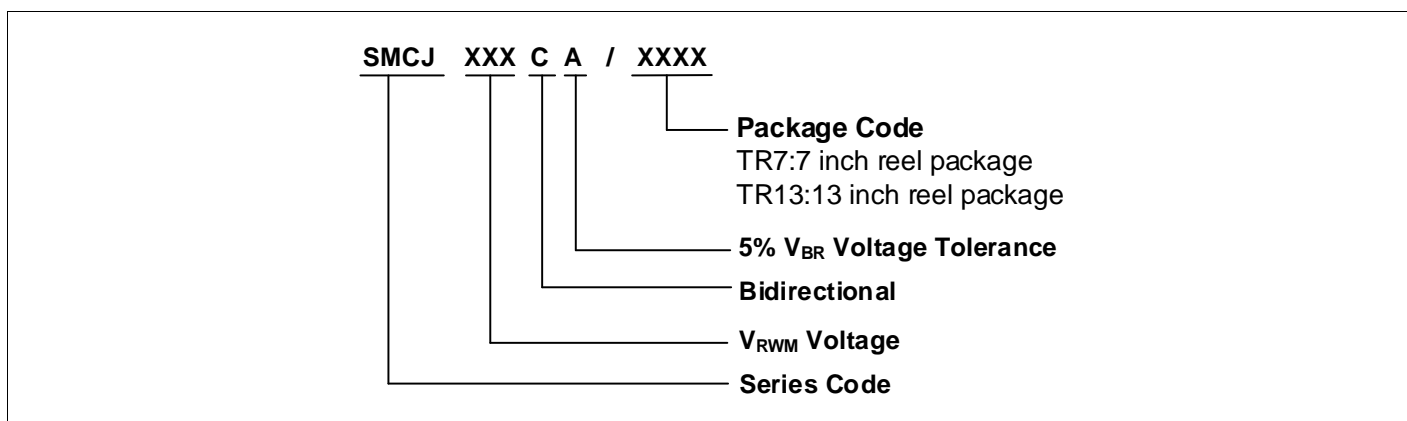 SMCJ XXX C A / XXXX
Package Code
TR7:7 inch reel package
TR13:13 inch reel package
5% VBR Voltage Tolerance
Bidirectional
VRWM Voltage
Series Code